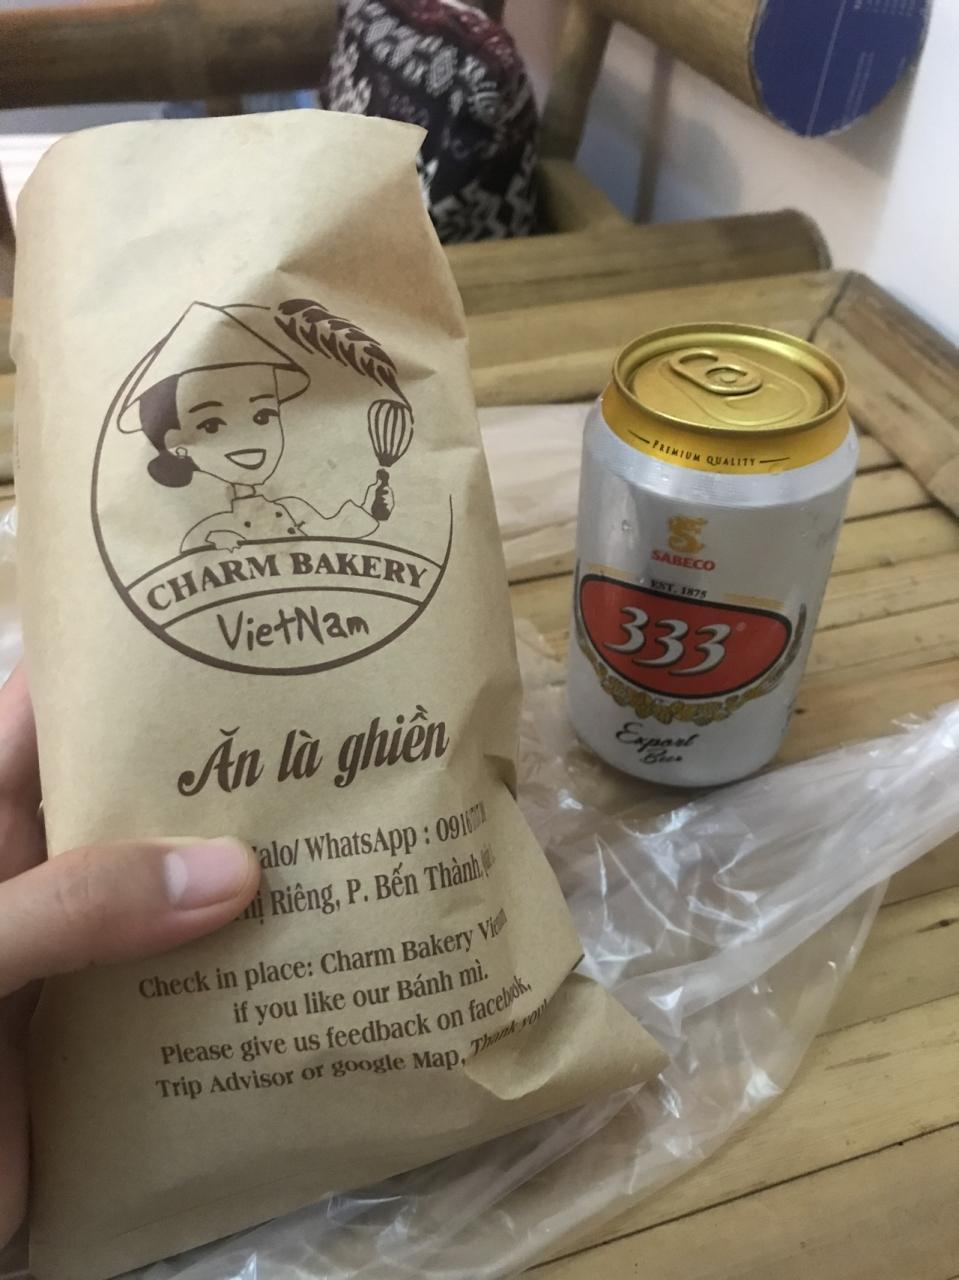 CHARM BAKERY
VietNam
Ăn là ghiền
WhatsApp :
Riêng, P. Bến Thành,
Check in place: Charm Bakery
if you like our Bánh mì.
Please give us feedback on facebook,
Trip Advisor or google Map, Thank you!
PREMIUM QUALITY
SABECO
EST. 1875
333
Export
Beer